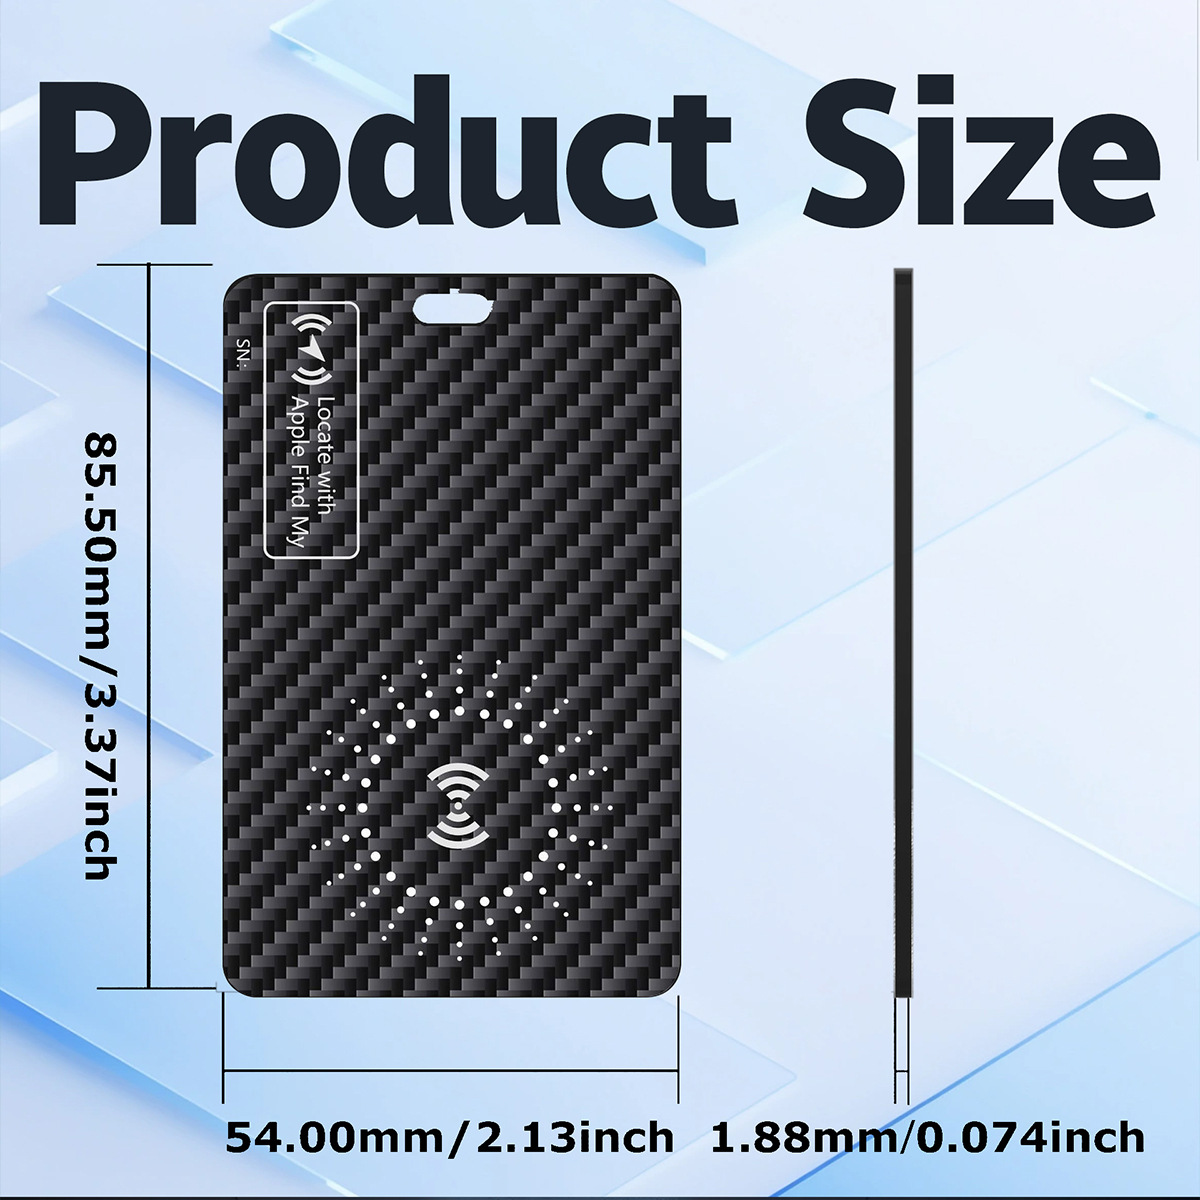 Product Size
SN:
Locate with
Apple Find My
85.50mm/3.37inch
54.00mm/2.13inch
1.88mm/0.074inch